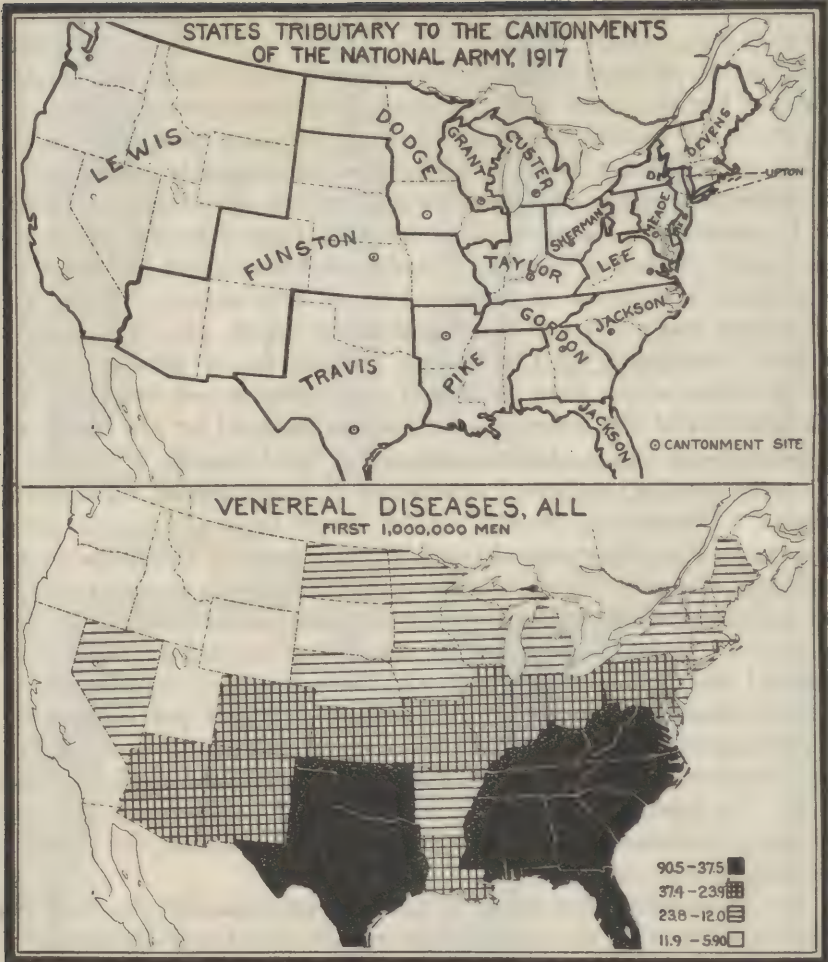 STATES TRIBUTARY TO THE CANTONMENTS
OF THE NATIONAL ARMY, 1917
LEWIS
DODGE
GRANT
CUSTER
DEVENS
UPTON
DI
MEADE
SHERMAN
FUNSTON
TAYLOR
LEE
GORDON
JACKSON
TRAVIS
PIKE
JACKSON
CANTONMENT SITE
VENEREAL DISEASES, ALL
FIRST 1,000,000 MEN
90.5 - 37.5
37.4 - 23.9
23.8 - 12.0
11.9 - 5.90